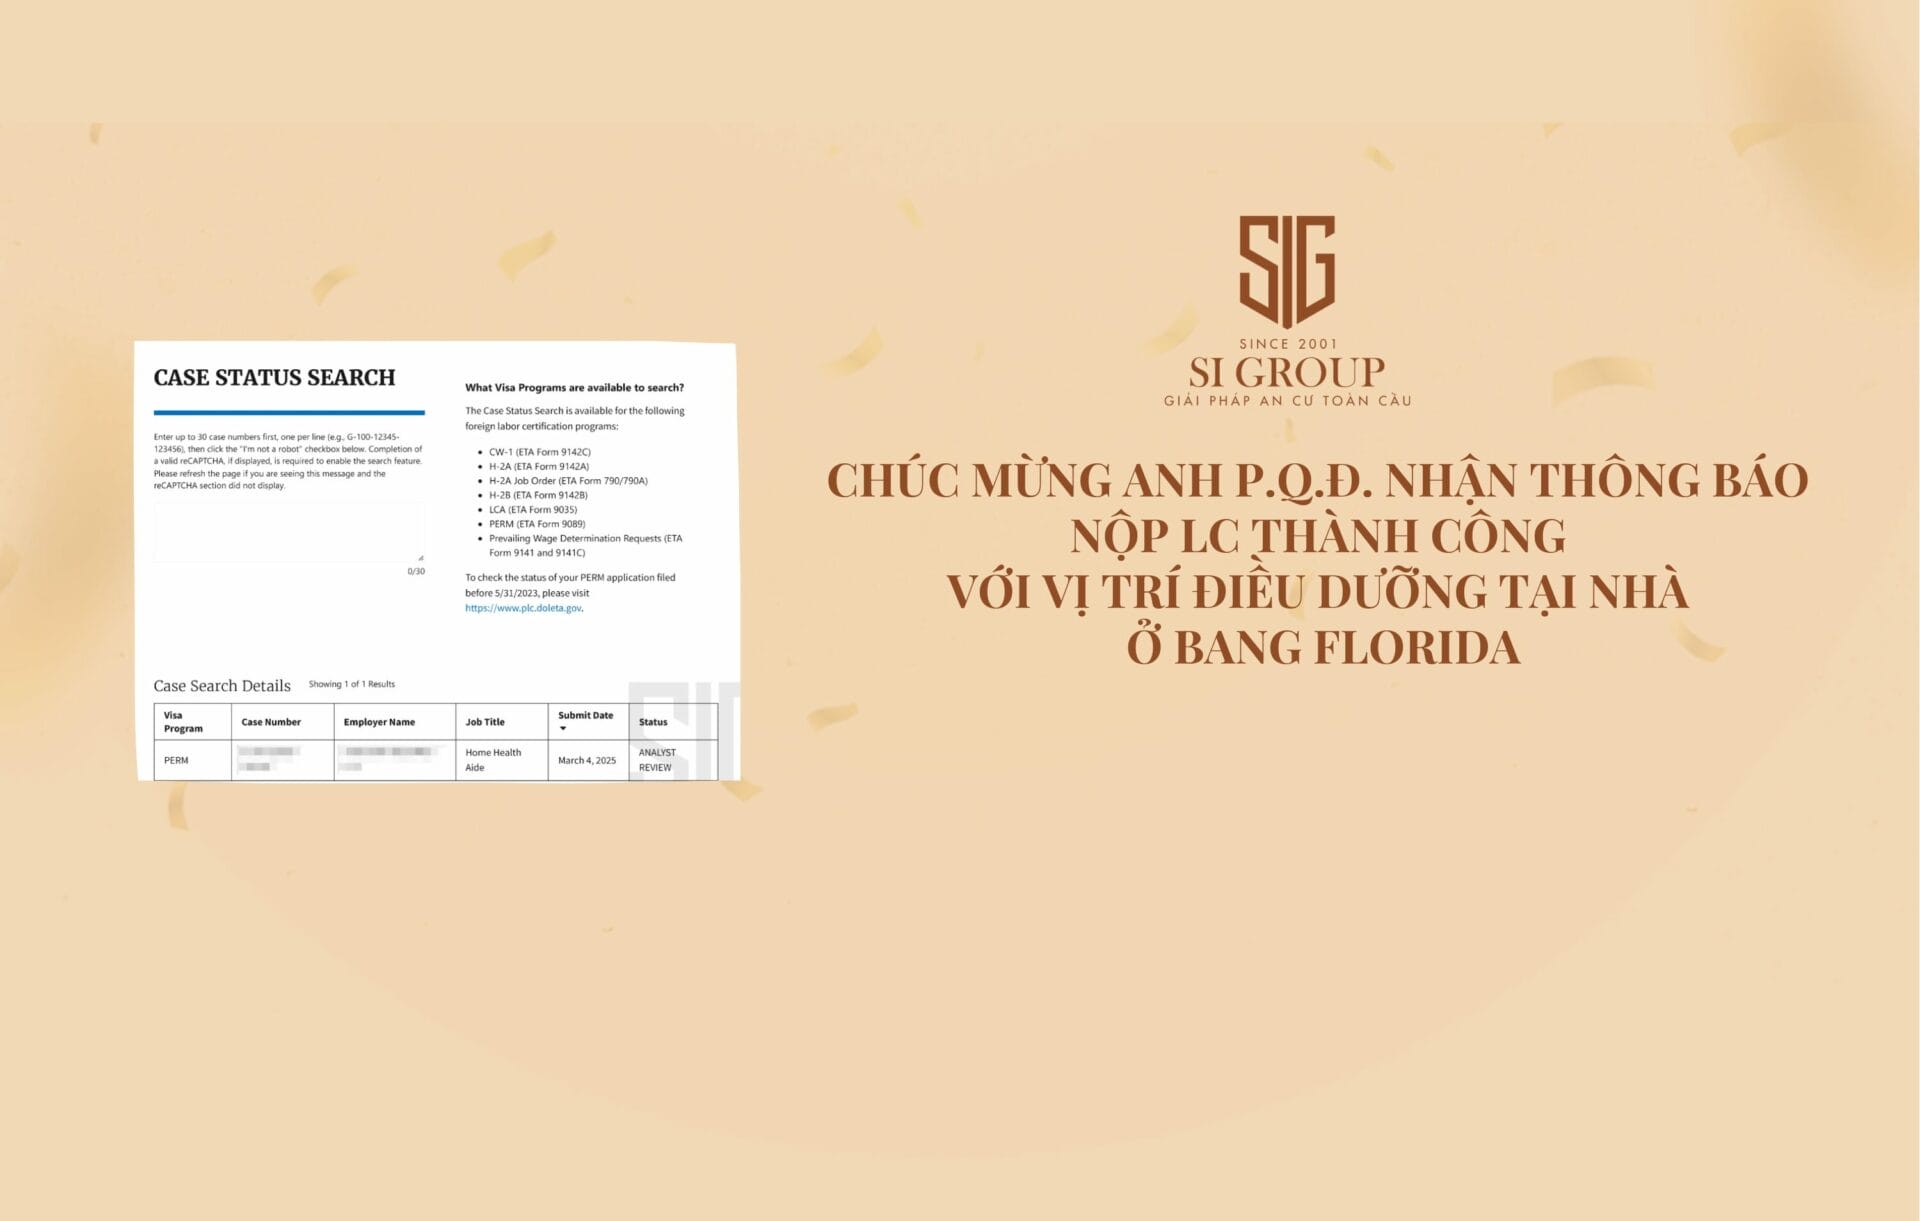 CASE STATUS SEARCH
Enter up to 30 case numbers first, one per line (e.g., G-100-12345-
123456), then click the "I'm not a robot" checkbox below. Completion of
a valid reCAPTCHA, if displayed, is required to enable the search feature.
Please refresh the page if you are seeing this message and the
reCAPTCHA section did not display.
0/30
What Visa Programs are available to search?
The Case Status Search is available for the following
foreign labor certification programs:
• CW-1 (ETA Form 9142C)
• H-2A (ETA Form 9142A)
• H-2A Job Order (ETA Form 790/790A)
• H-2B (ETA Form 9142B)
• LCA (ETA Form 9035)
• PERM (ETA Form 9089)
• Prevailing Wage Determination Requests (ETA
Form 9141 and 9141C)
To check the status of your PERM application filed
before 5/31/2023, please visit
https://www.plc.doleta.gov.
Case Search Details Showing 1 of 1 Results
Visa Program Case Number Employer Name Job Title Submit Date Status
PERM Home Health Aide March 4, 2025 ANALYST REVIEW
SIG
SINCE 2001
SI GROUP
GIẢI PHÁP AN CƯ TOÀN CẦU
CHÚC MỪNG ANH P.Q.Đ. NHẬN THÔNG BÁO
NỘP LC THÀNH CÔNG
VỚI VỊ TRÍ ĐIỀU DƯỠNG TẠI NHÀ
Ở BANG FLORIDA